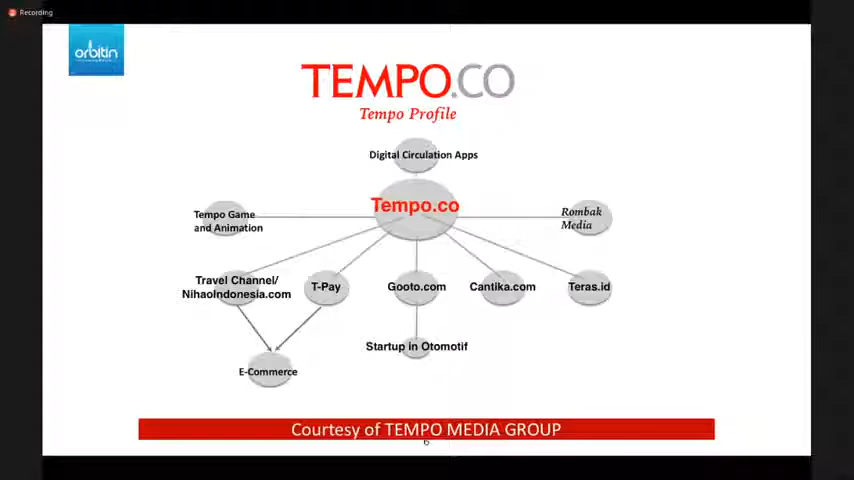 Recording
orbitin
TEMPO.CO
Tempo Profile
Digital Circulation Apps
Tempo.co
Tempo Game
and Animation
Rombak
Media
Travel Channel/
NihaoIndonesia.com
T-Pay
Gooto.com
Cantika.com
Teras.id
Startup in Otomotif
E-Commerce
Courtesy of TEMPO MEDIA GROUP
6